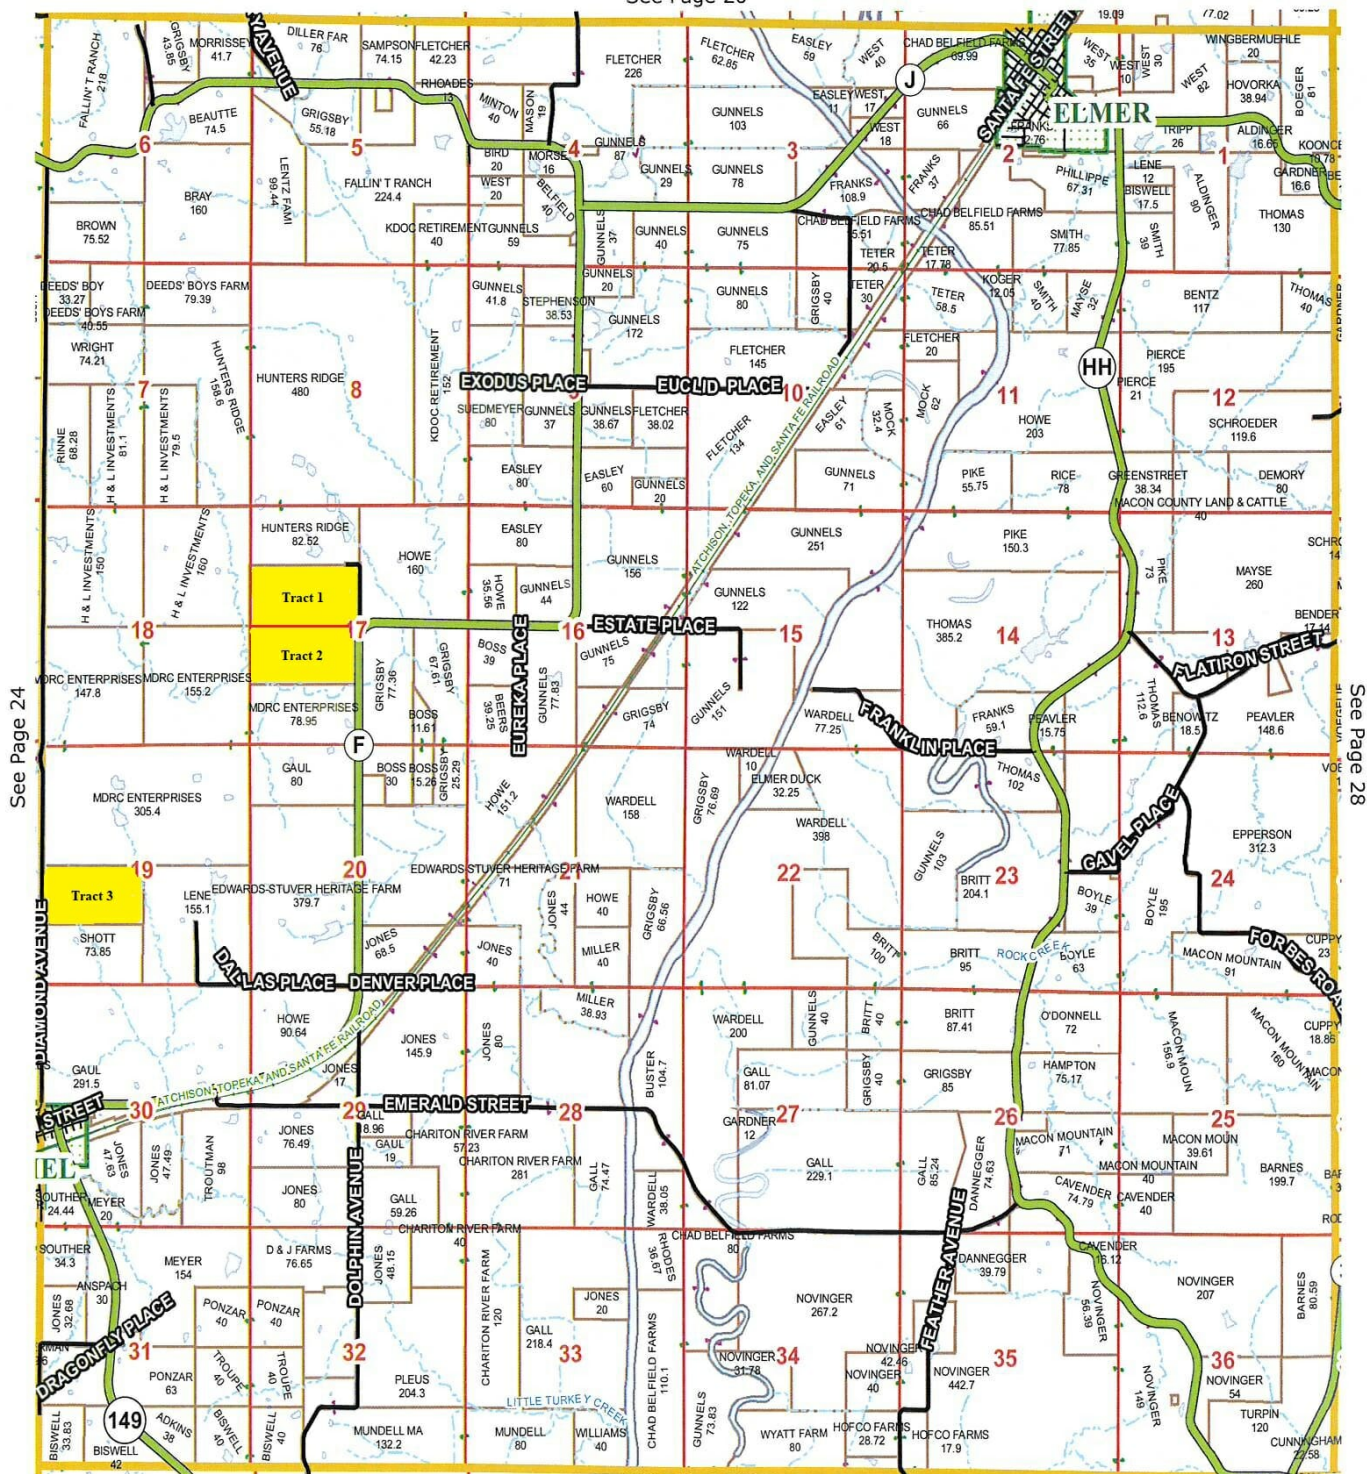 See Page 26
FALLIN' T RANCH
218
GRIGSBY
43.85
MORRISSEY
41.7
DILLER FAR
76
SAMPSON
74.15
FLETCHER
42.23
RHOADES
13
MINTON
40
MASON
19
FLETCHER
226
FLETCHER
62.85
EASLEY
59
WEST
40
CHAD BELFIELD FARMS
69.99
SANTA FE STREET
19.09
77.02
WEST
35
WEST
10
WEST
30
WEST
82
WINGBERMUEHLE
20
HOVORKA
38.94
BOEGER
81
BEAUTTE
74.5
GRIGSBY
55.18
GUNNELS
103
EASLEY
11
WEST
17
J
WEST
18
GUNNELS
66
ELMER
TRIPP
26
ALDINGER
16.65
KOONCE
10.78
6
5
4
3
2
1
BIRD
20
MORSE
16
GUNNELS
87
GUNNELS
29
GUNNELS
78
FRANKS
37
FRANKS
108.9
PHILLIPPE
67.31
LENE
12
BISWELL
17.5
ALDINGER
90
GARDNER
16.6
THOMAS
130
BRAY
160
LENTZ FAMI
99.44
FALLIN' T RANCH
224.4
WEST
20
BELFIELD
40
BROWN
75.52
KDOC RETIREMENT
40
GUNNELS
59
GUNNELS
37
GUNNELS
40
GUNNELS
75
CHAD BELFIELD FARMS
15.51
CHAD BELFIELD FARMS
85.51
SMITH
77.85
SMITH
39
TETER
20.5
TETER
17.78
DEEDS' BOY
33.27
DEEDS' BOYS FARM
79.39
DEEDS' BOYS FARM
40.55
GUNNELS
41.8
STEPHENSON
38.53
GUNNELS
20
GUNNELS
172
GUNNELS
80
GRIGSBY
40
TETER
30
TETER
58.5
KOGER
12.05
SMITH
40
MAYSE
32
BENTZ
117
THOMAS
40
WRIGHT
74.21
HUNTERS RIDGE
158.6
HUNTERS RIDGE
480
KDOC RETIREMENT
152
FLETCHER
145
FLETCHER
20
HH
PIERCE
195
PIERCE
21
7
8
9
10
11
12
EXODUS PLACE
EUCLID PLACE
RINNE
68.28
H & L INVESTMENTS
81.1
H & L INVESTMENTS
79.5
SUEDMEYER
80
GUNNELS
37
GUNNELS
38.67
FLETCHER
38.02
FLETCHER
134
EASLEY
61
MOCK
32.4
MOCK
62
HOWE
203
SCHROEDER
119.6
ATCHISON, TOPEKA, AND SANTA FE RAILROAD
EASLEY
80
EASLEY
60
GUNNELS
20
GUNNELS
71
PIKE
55.75
RICE
78
GREENSTREET
38.34
DEMORY
80
MACON COUNTY LAND & CATTLE
40
H & L INVESTMENTS
150
H & L INVESTMENTS
160
HUNTERS RIDGE
82.52
HOWE
160
EASLEY
80
GUNNELS
156
GUNNELS
251
PIKE
150.3
PIKE
73
MAYSE
260
Tract 1
HOWE
35.56
GUNNELS
44
GUNNELS
122
THOMAS
385.2
BENDER
17.14
18
17
16
15
14
13
ESTATE PLACE
FLATIRON STREET
Tract 2
EUREKA PLACE
MDRC ENTERPRISES
147.8
MDRC ENTERPRISES
155.2
MDRC ENTERPRISES
78.95
GRIGSBY
77.36
GRIGSBY
67.61
BOSS
39
BEERS
39.25
GUNNELS
77.83
GUNNELS
75
GRIGSBY
74
GUNNELS
151
WARDELL
77.25
FRANKLIN PLACE
FRANKS
59.1
PEAVLER
15.75
THOMAS
112.6
BENOWITZ
18.5
PEAVLER
148.6
See Page 24
See Page 28
BOSS
11.61
F
GAUL
80
BOSS
30
BOSS
15.26
GRIGSBY
25.29
HOWE
151.2
WARDELL
158
GRIGSBY
76.69
WARDELL
10
ELMER DUCK
32.25
WARDELL
398
THOMAS
102
GUNNELS
103
GAVEL PLACE
EPPERSON
312.3
MDRC ENTERPRISES
305.4
19
20
21
22
23
24
Tract 3
LENE
155.1
EDWARDS-STUVER HERITAGE FARM
379.7
EDWARDS-STUVER HERITAGE FARM
71
JONES
44
HOWE
40
GRIGSBY
66.56
BRITT
204.1
BOYLE
39
BOYLE
195
SHOTT
73.85
JONES
68.5
JONES
40
MILLER
40
BRITT
100
BRITT
95
ROCK CREEK
BOYLE
63
MACON MOUNTAIN
91
CUPPY
23
FORBES ROA
DIAMOND AVENUE
DALLAS PLACE
DENVER PLACE
MILLER
38.93
HOWE
90.64
JONES
145.9
JONES
80
BUSTER
104.7
WARDELL
200
GUNNELS
40
BRITT
40
BRITT
87.41
O'DONNELL
72
MACON MOUN
156.9
MACON MOUNTAIN
160
CUPPY
18.86
GAUL
291.5
ATCHISON, TOPEKA, AND SANTA FE RAILROAD
JONES
17
GALL
81.07
GRIGSBY
40
GRIGSBY
85
HAMPTON
75.17
STREET
30
29
28
27
26
25
EMERALD STREET
GALL
8.96
GAUL
19
CHARITON RIVER FARM
57.23
CHARITON RIVER FARM
281
GARDNER
12
GALL
229.1
GALL
85.24
DANNEGGER
74.63
MACON MOUNTAIN
71
MACON MOUN
39.61
MACON MOUNTAIN
40
BARNES
199.7
JONES
47.63
JONES
47.49
TROUTMAN
98
JONES
76.49
JONES
80
GALL
59.26
GALL
74.47
WARDELL
38.05
CAVENDER
74.79
CAVENDER
40
MEYER
20
24.44
DOLPHIN AVENUE
FEATHER AVENUE
SOUTHER
34.3
MEYER
154
D & J FARMS
76.65
JONES
48.15
CHARITON RIVER FARM
40
CHARITON RIVER FARM
120
RHODES
36.67
CHAD BELFIELD FARMS
80
DANNEGGER
39.79
CAVENDER
15.12
ANSPACH
30
JONES
32.68
PONZAR
40
PONZAR
40
JONES
20
NOVINGER
267.2
NOVINGER
56.39
NOVINGER
207
BARNES
80.59
DRAGONFLY PLACE
31
32
33
34
35
36
GALL
218.4
CHAD BELFIELD FARMS
110.1
NOVINGER
31.78
NOVINGER
42.46
NOVINGER
40
NOVINGER
442.7
NOVINGER
149
NOVINGER
54
PONZAR
63
TROUPE
40
TROUPE
40
PLEUS
204.3
LITTLE TURKEY CREEK
GUNNELS
73.83
149
BISWELL
33.83
ADKINS
38
BISWELL
40
BISWELL
40
BISWELL
42
MUNDELL MA
132.2
MUNDELL
80
WILLIAMS
40
WYATT FARM
80
HOFCO FARMS
28.72
HOFCO FARMS
17.9
TURPIN
120
CUNNINGHAM
22.58